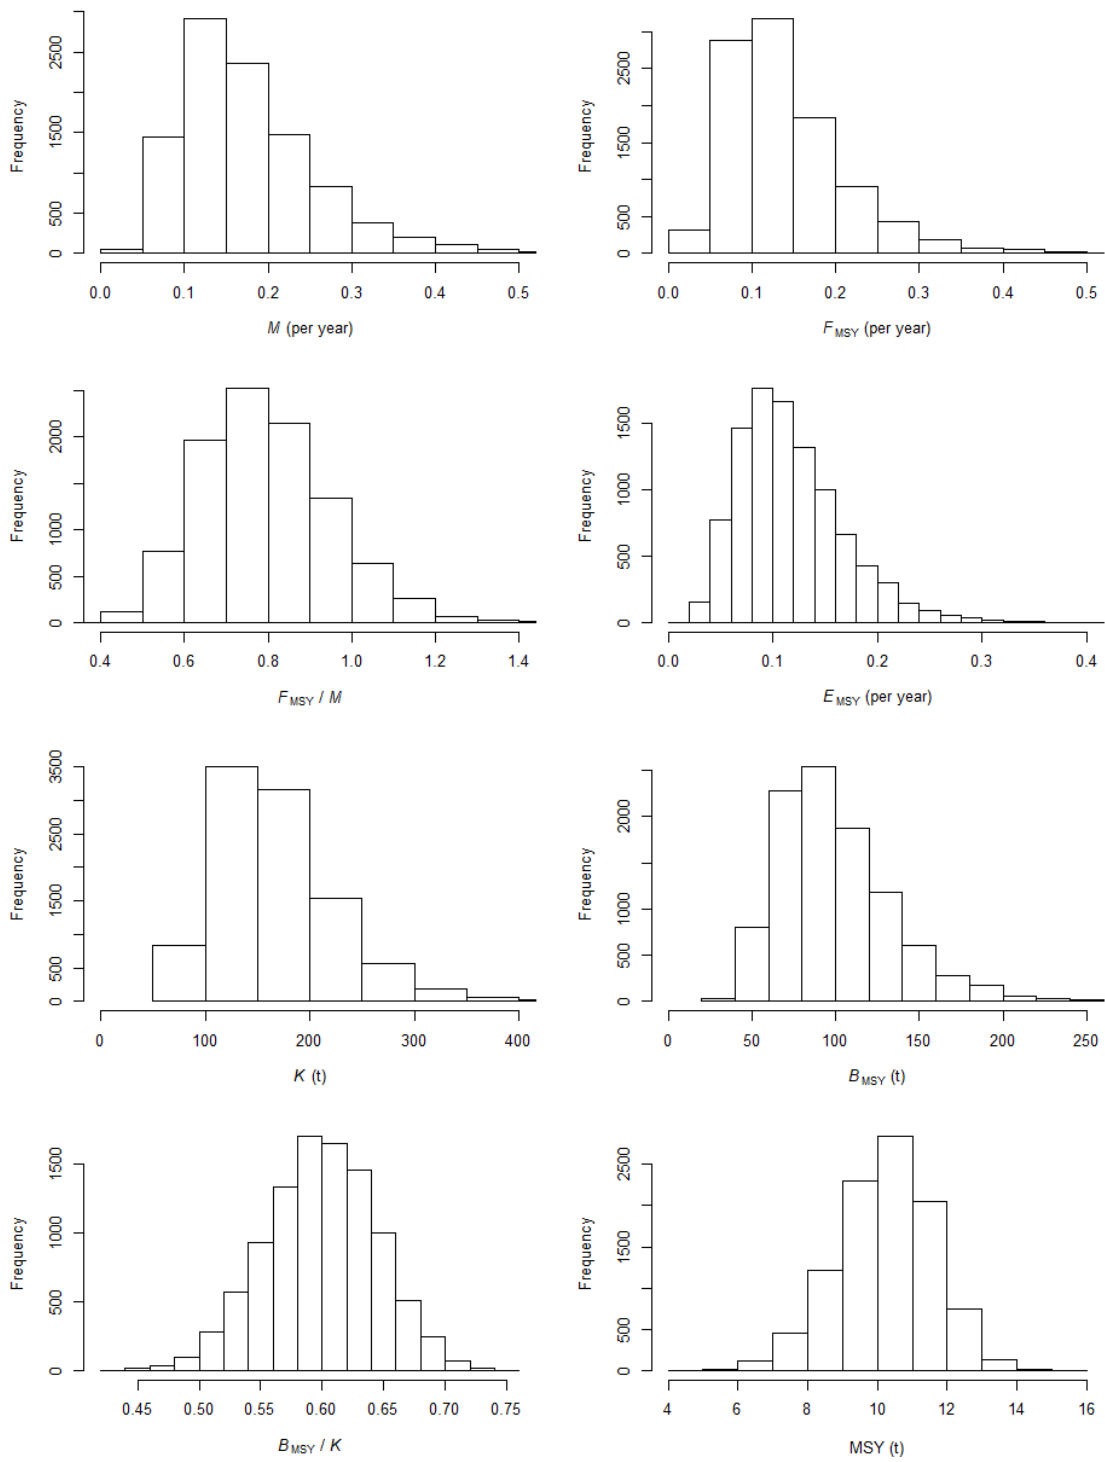 Frequency
0 500 1500 2500
0.0 0.1 0.2 0.3 0.4 0.5
M (per year)
Frequency
0 500 1500 2500
0.0 0.1 0.2 0.3 0.4 0.5
FMSY (per year)
Frequency
0 500 1000 2000
0.4 0.6 0.8 1.0 1.2 1.4
FMSY / M
Frequency
0 500 1000 1500
0.0 0.1 0.2 0.3 0.4
EMSY (per year)
Frequency
0 500 1500 2500 3500
0 100 200 300 400
K (t)
Frequency
0 500 1000 2000
0 50 100 150 200 250
BMSY (t)
Frequency
0 500 1000 1500
0.45 0.50 0.55 0.60 0.65 0.70 0.75
BMSY / K
Frequency
0 500 1500 2500
4 6 8 10 12 14 16
MSY (t)